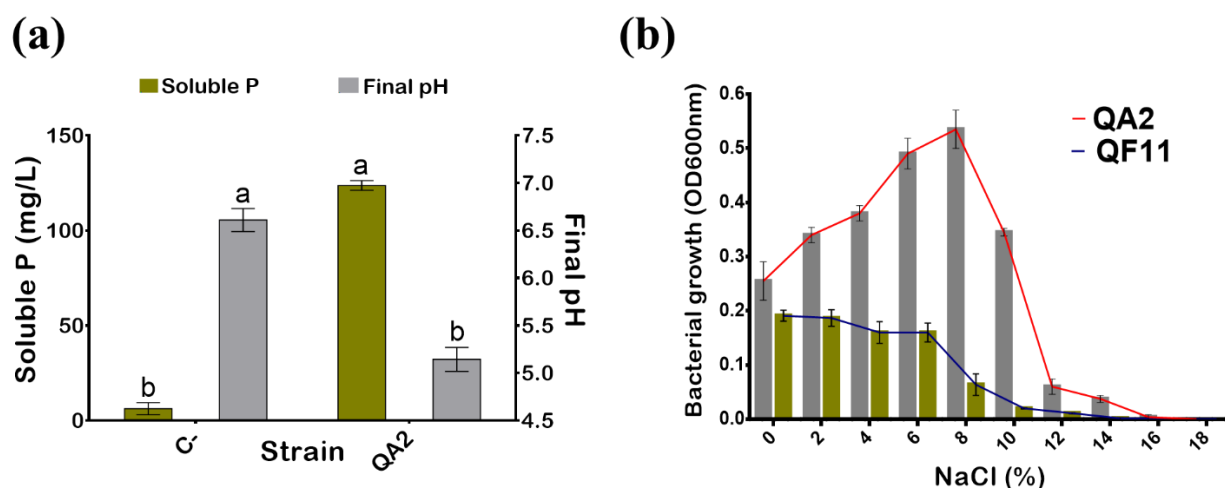 (a)
Soluble P
Final pH
Soluble P (mg/L)
150
100
50
0
7.5
7.0
6.5
6.0
5.5
5.0
4.5
Final pH
b
a
a
b
C-
QA2
Strain
(b)
Bacterial growth (OD600nm)
0.6
0.5
0.4
0.3
0.2
0.1
0.0
QA2
QF11
0 2 4 6 8 10 12 14 16 18
NaCl (%)